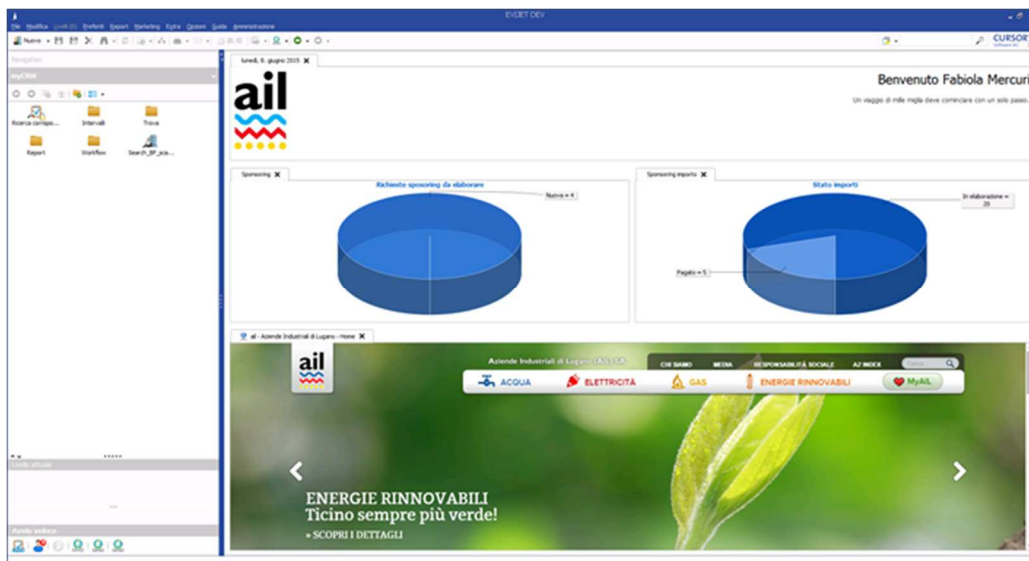 EVIJET DEV
File Modifica Preferiti Report Marketing Extra Opzioni Guida Amministrazione
Nuovo
CURSOR
Software AG
Navigation
myCRM
Ricerca corrispo...
Intervalli
Trova
Report
Workflow
Search_BP_sca...
Avvio veloce
lunedì, 8. giugno 2015
ail
Benvenuto Fabiola Mercuri
Un viaggio di mille miglia deve cominciare con un solo passo.
Sponsoring
Richieste sposoring da elaborare
Nuova = 4
Sponsoring importo
Stato importi
In elaborazione =
20
Pagato = 5
ail - Aziende Industriali di Lugano - Home
ail
Aziende Industriali di Lugano (AIL) SA
CHI SIAMO MEDIA RESPONSABILITÀ SOCIALE AZ INDEX
ACQUA ELETTRICITÀ GAS ENERGIE RINNOVABILI MyAIL
ENERGIE RINNOVABILI
Ticino sempre più verde!
» SCOPRI I DETTAGLI